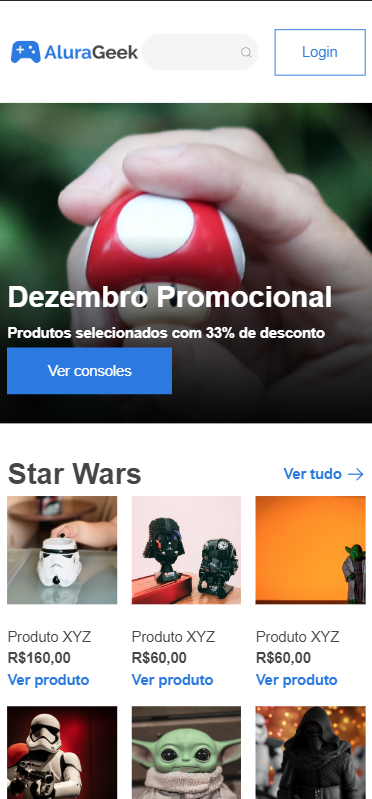 AluraGeek
Login
Dezembro Promocional
Produtos selecionados com 33% de desconto
Ver consoles
Star Wars
Ver tudo
Produto XYZ
R$160,00
Ver produto
Produto XYZ
R$60,00
Ver produto
Produto XYZ
R$60,00
Ver produto